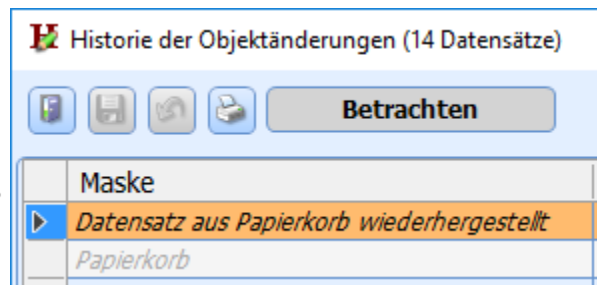 Historie der Objektänderungen (14 Datensätze)
Betrachten
Maske
Datensatz aus Papierkorb wiederhergestellt
Papierkorb